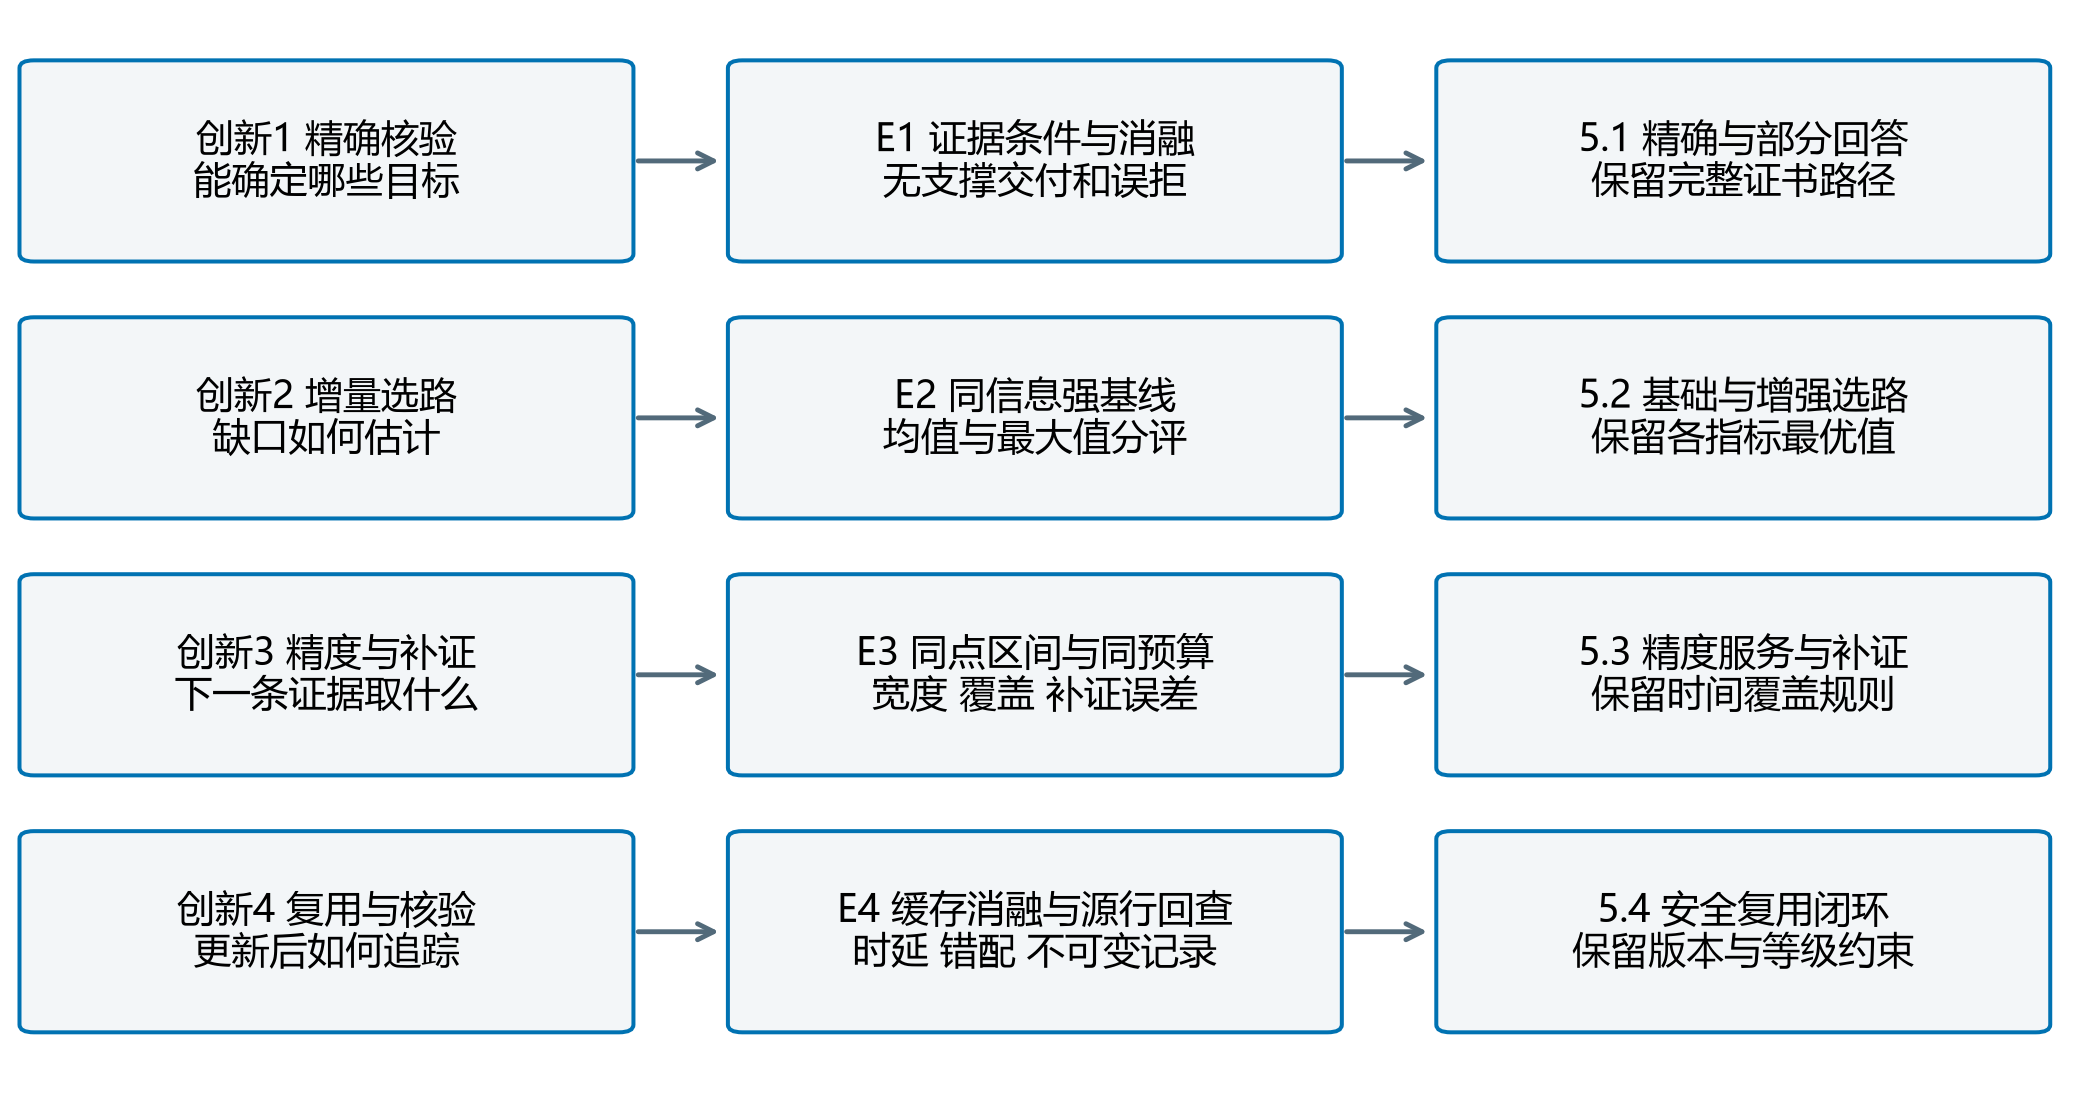 创新1 精确核验
能确定哪些目标
E1 证据条件与消融
无支撑交付和误拒
5.1 精确与部分回答
保留完整证书路径
创新2 增量选路
缺口如何估计
E2 同信息强基线
均值与最大值分评
5.2 基础与增强选路
保留各指标最优值
创新3 精度与补证
下一条证据取什么
E3 同点区间与同预算
宽度 覆盖 补证误差
5.3 精度服务与补证
保留时间覆盖规则
创新4 复用与核验
更新后如何追踪
E4 缓存消融与源行回查
时延 错配 不可变记录
5.4 安全复用闭环
保留版本与等级约束